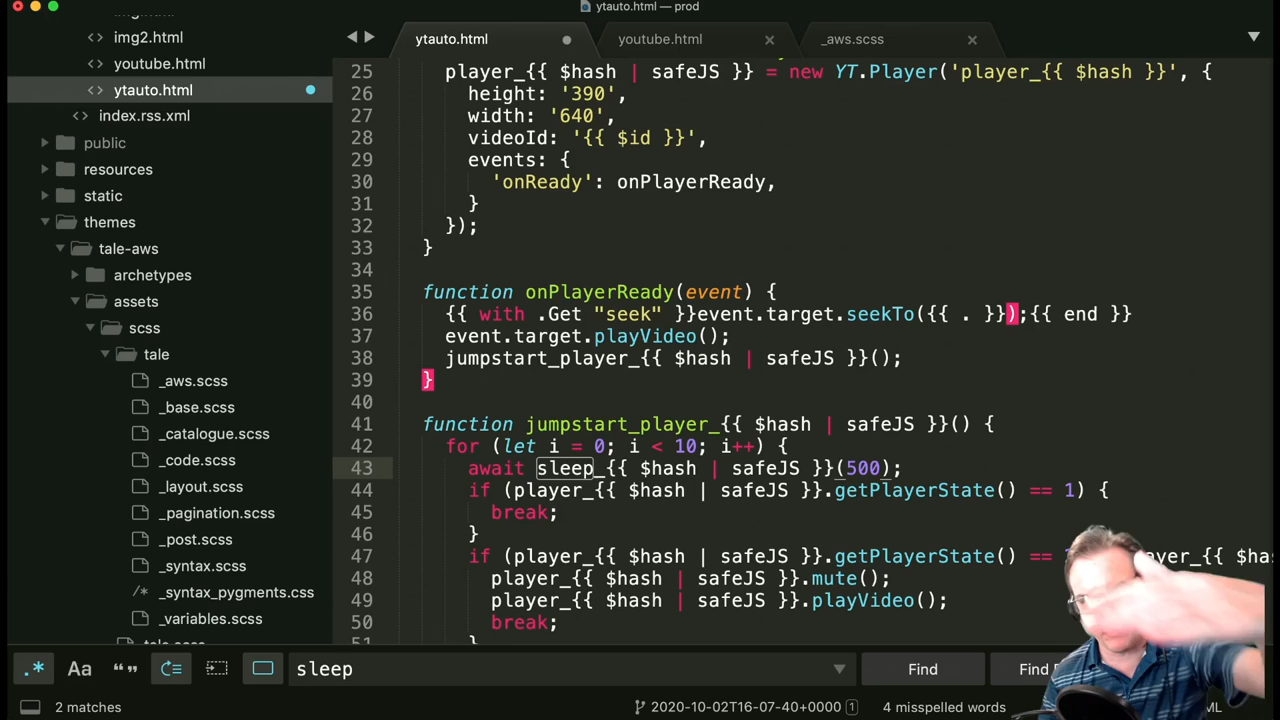 ytauto.html — prod
img2.html
youtube.html
ytauto.html
index.rss.xml
public
resources
static
themes
tale-aws
archetypes
assets
scss
tale
_aws.scss
_base.scss
_catalogue.scss
_code.scss
_layout.scss
_pagination.scss
_post.scss
_syntax.scss
/* _syntax_pygments.css
_variables.scss
ytauto.html
youtube.html
_aws.scss
25 player_{{ $hash | safeJS }} = new YT.Player('player_{{ $hash }}', {
26 height: '390',
27 width: '640',
28 videoId: '{{ $id }}',
29 events: {
30 'onReady': onPlayerReady,
31 }
32 });
33 }
34
35 function onPlayerReady(event) {
36 {{ with .Get "seek" }}event.target.seekTo({{ . }});{{ end }}
37 event.target.playVideo();
38 jumpstart_player_{{ $hash | safeJS }}();
39 }
40
41 function jumpstart_player_{{ $hash | safeJS }}() {
42 for (let i = 0; i < 10; i++) {
43 await sleep_{{ $hash | safeJS }}(500);
44 if (player_{{ $hash | safeJS }}.getPlayerState() == 1) {
45 break;
46 }
47 if (player_{{ $hash | safeJS }}.getPlayerState() ==
48 player_{{ $hash | safeJS }}.mute();
49 player_{{ $hash | safeJS }}.playVideo();
50 break;
51 }
.* Aa “” sleep Find
2 matches
2020-10-02T16-07-40+0000 1
4 misspelled words